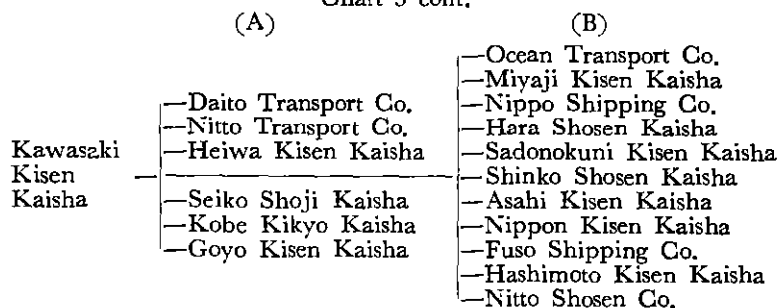 Chart 3 cont.
(A)
(B)
Kawasaki
Kisen
Kaisha
—Daito Transport Co.
—Nitto Transport Co.
—Heiwa Kisen Kaisha
—Seiko Shoji Kaisha
—Kobe Kikyo Kaisha
—Goyo Kisen Kaisha
—Ocean Transport Co.
—Miyaji Kisen Kaisha
—Nippo Shipping Co.
—Hara Shosen Kaisha
—Sadonokuni Kisen Kaisha
—Shinko Shosen Kaisha
—Asahi Kisen Kaisha
—Nippon Kisen Kaisha
—Fuso Shipping Co.
—Hashimoto Kisen Kaisha
—Nitto Shosen Co.